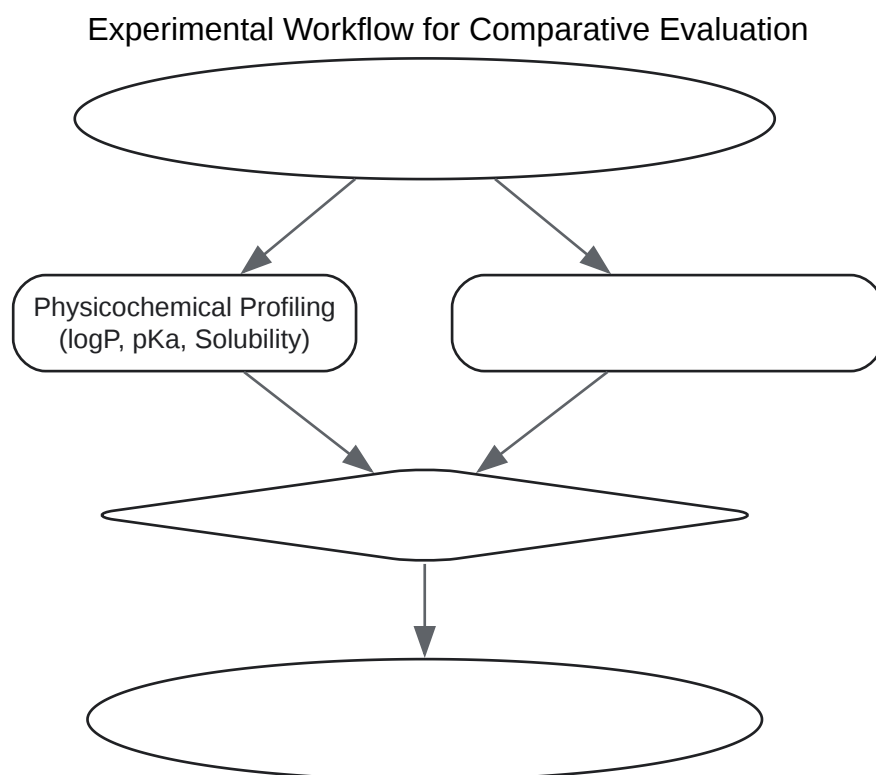 Experimental Workflow for Comparative Evaluation
Physicochemical Profiling
(logP, pKa, Solubility)